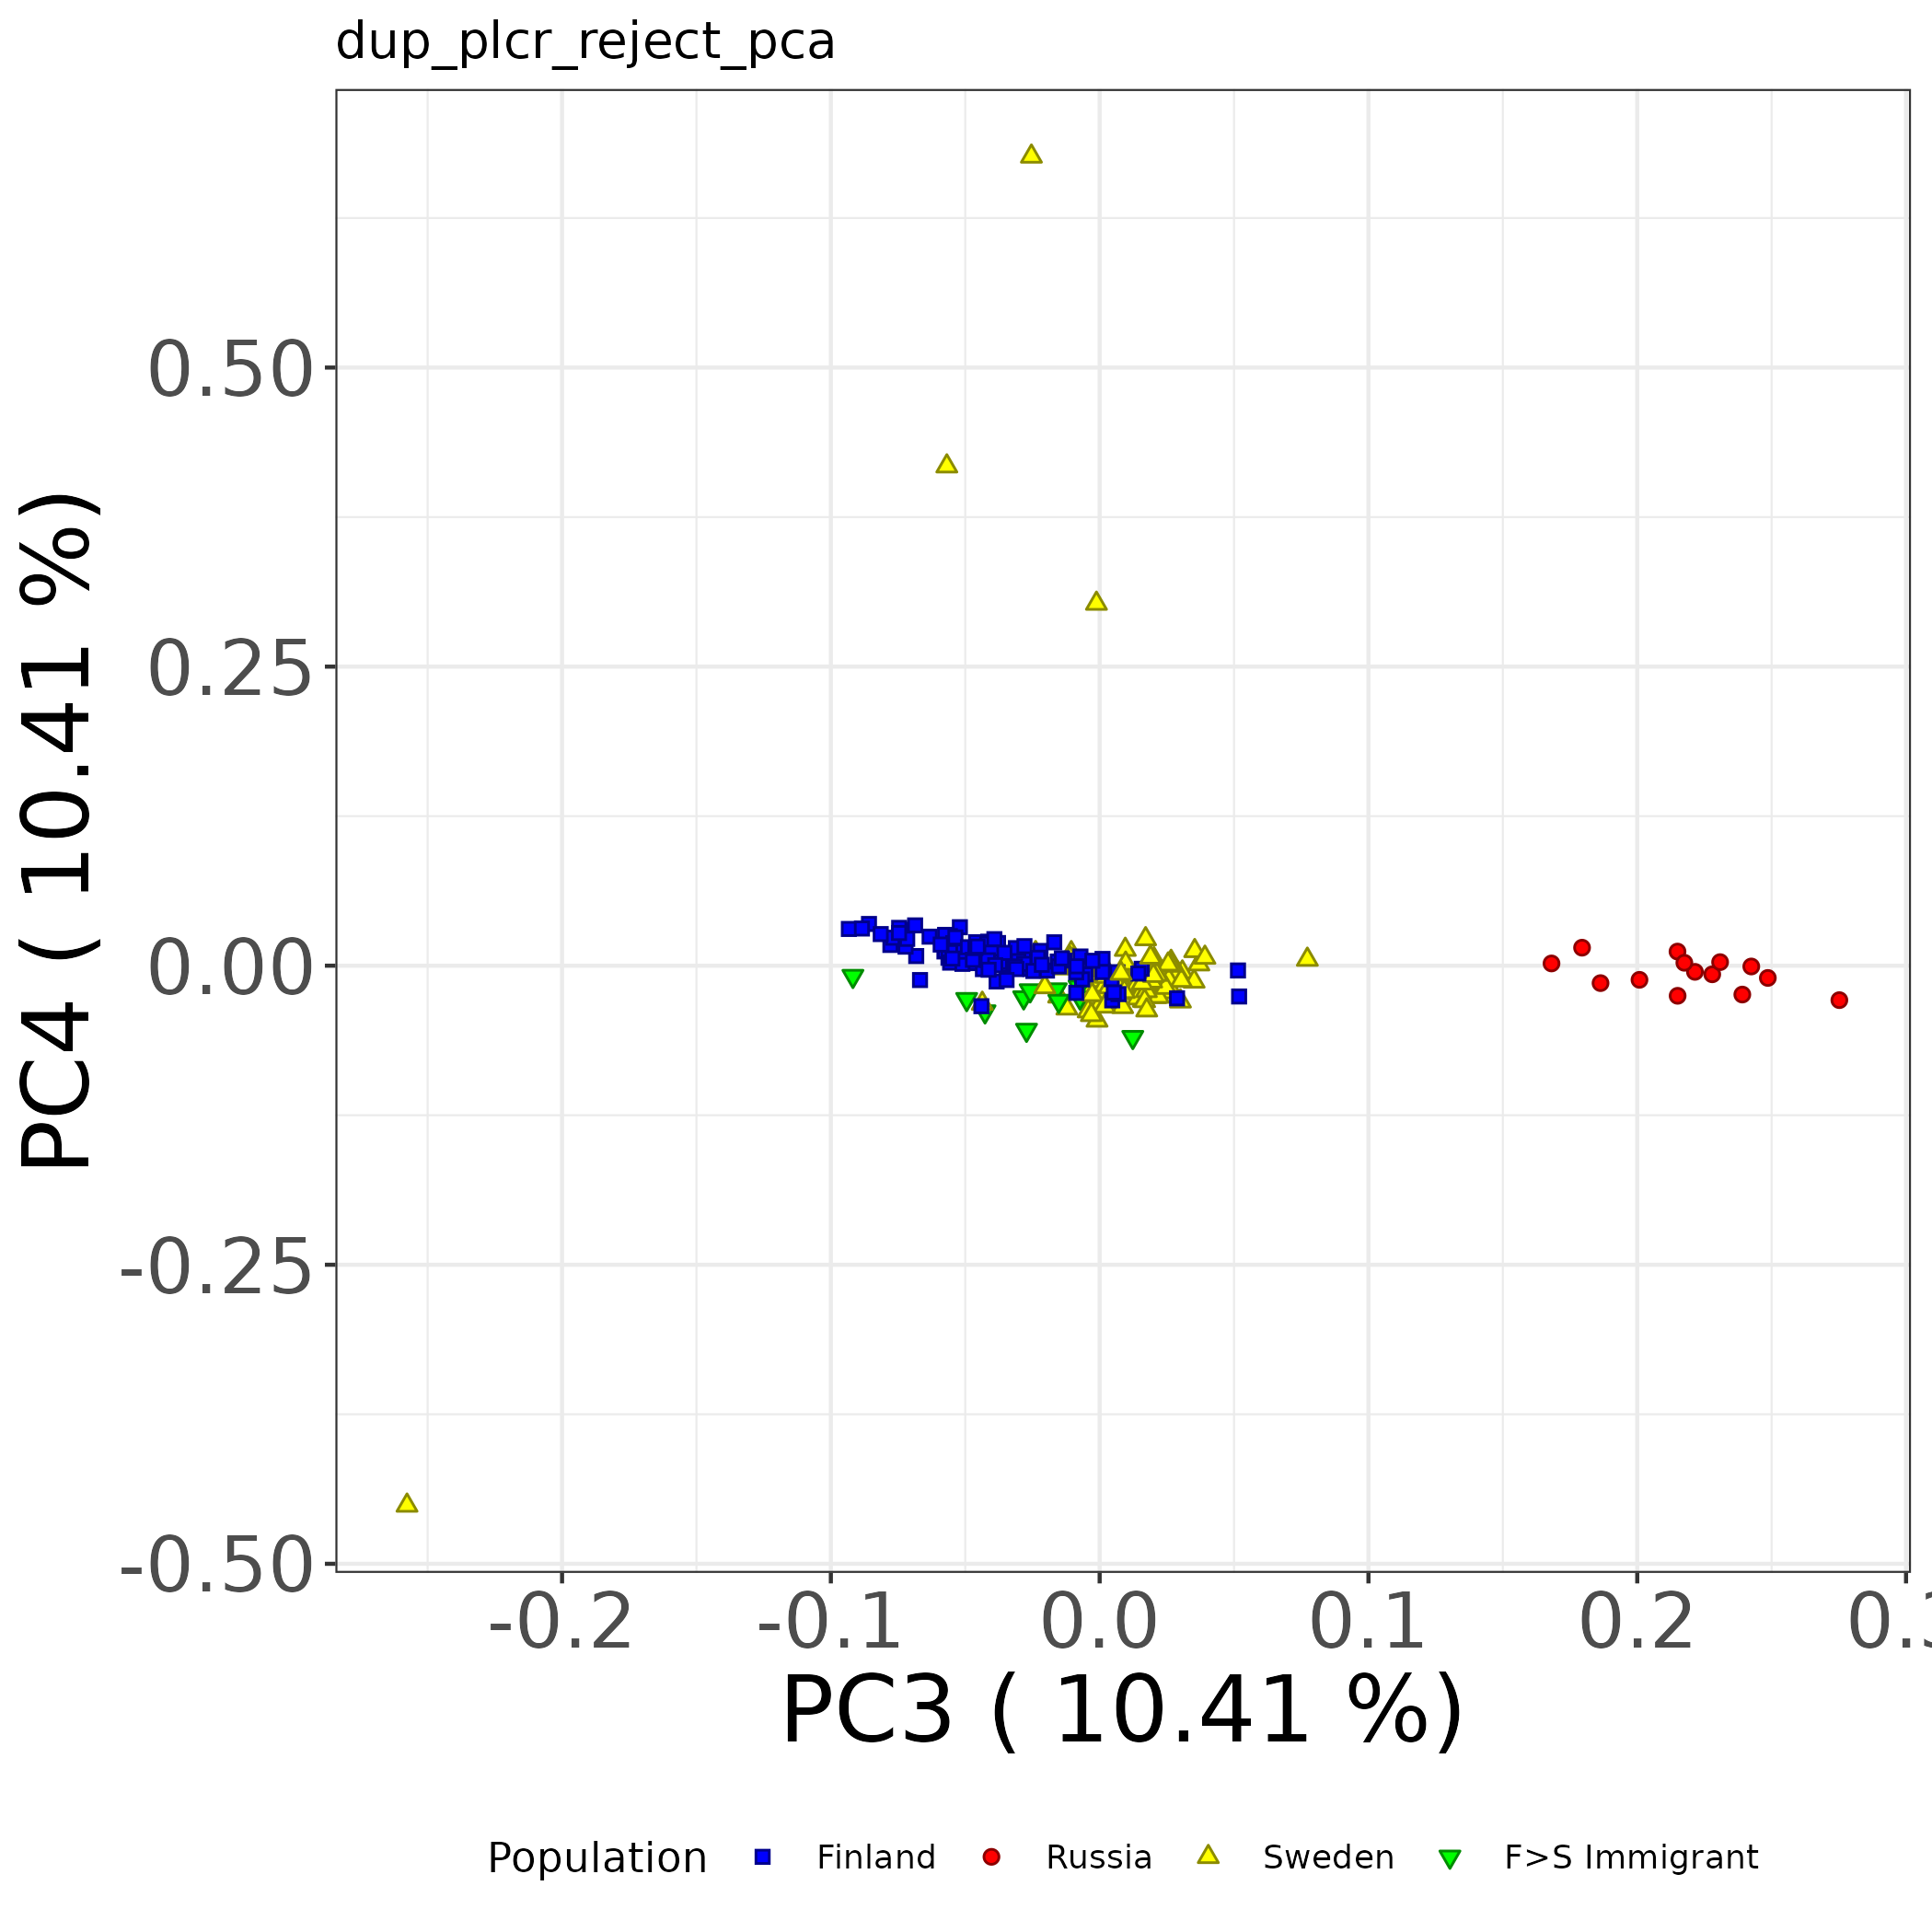 dup_plcr_reject_pca
PC4 ( 10.41 %)
0.50
0.25
0.00
-0.25
-0.50
-0.2 -0.1 0.0 0.1 0.2
PC3 ( 10.41 %)
Population Finland Russia Sweden F>S Immigrant